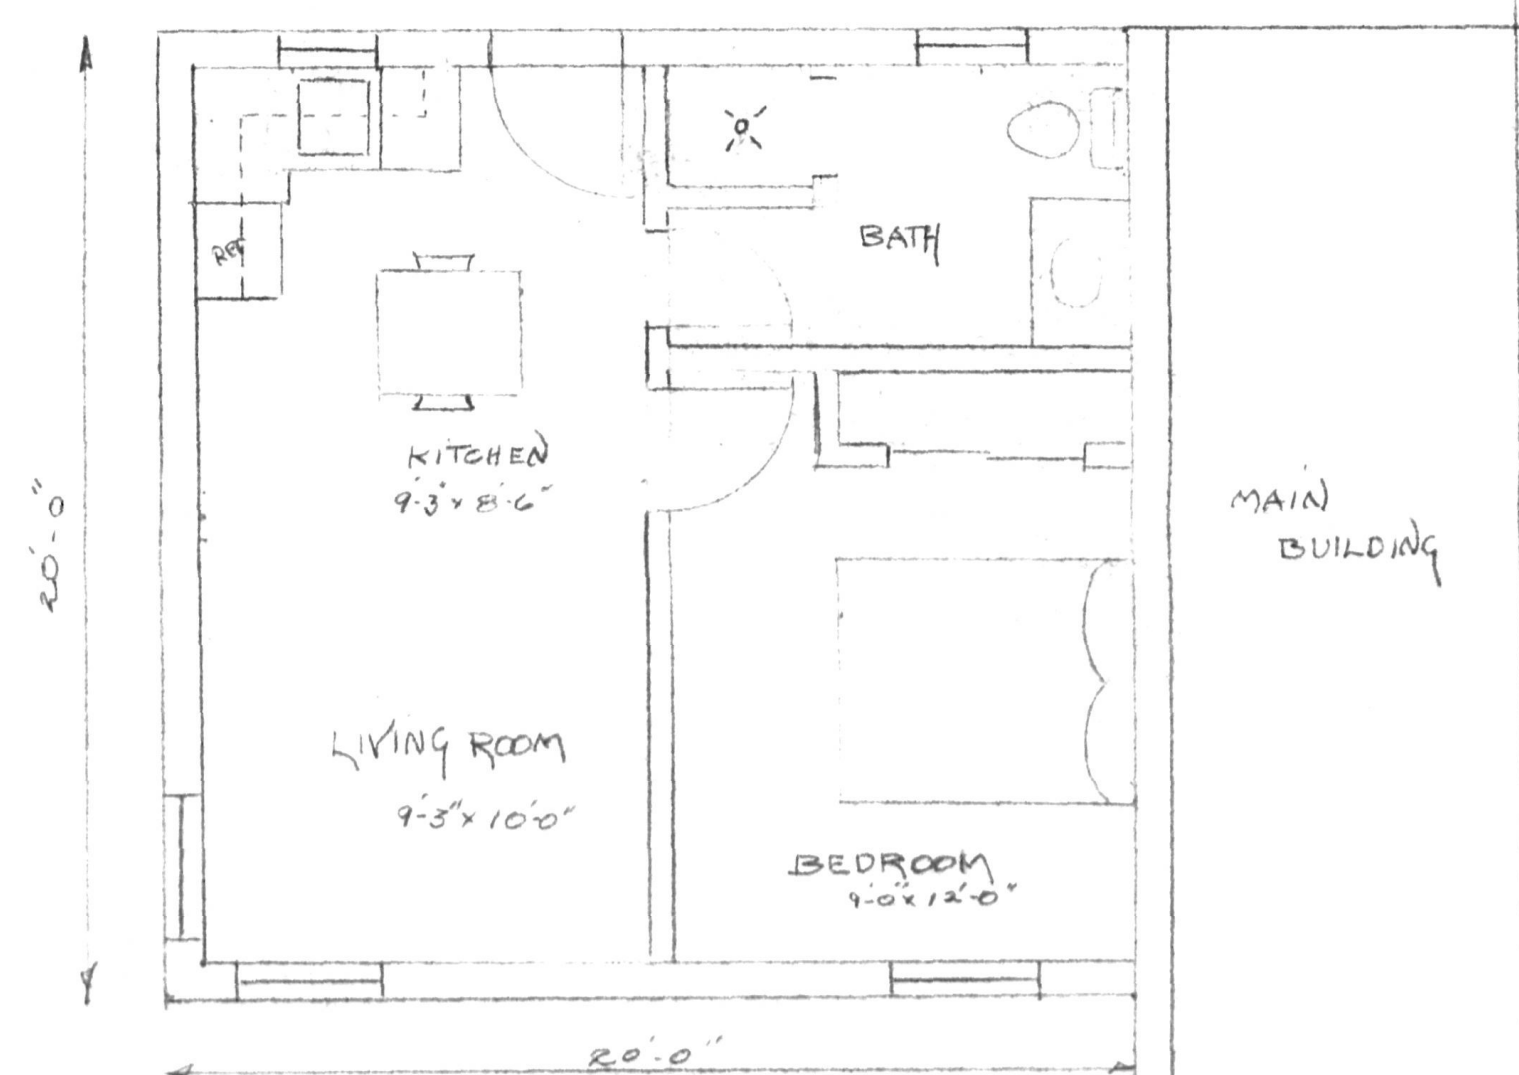 REF
BATH
KITCHEN
9'-3" x 8'-6"
MAIN
BUILDING
20'-0"
LIVING ROOM
9'-3" x 10'-0"
BEDROOM
9'-0" x 12'-0"
20'-0"